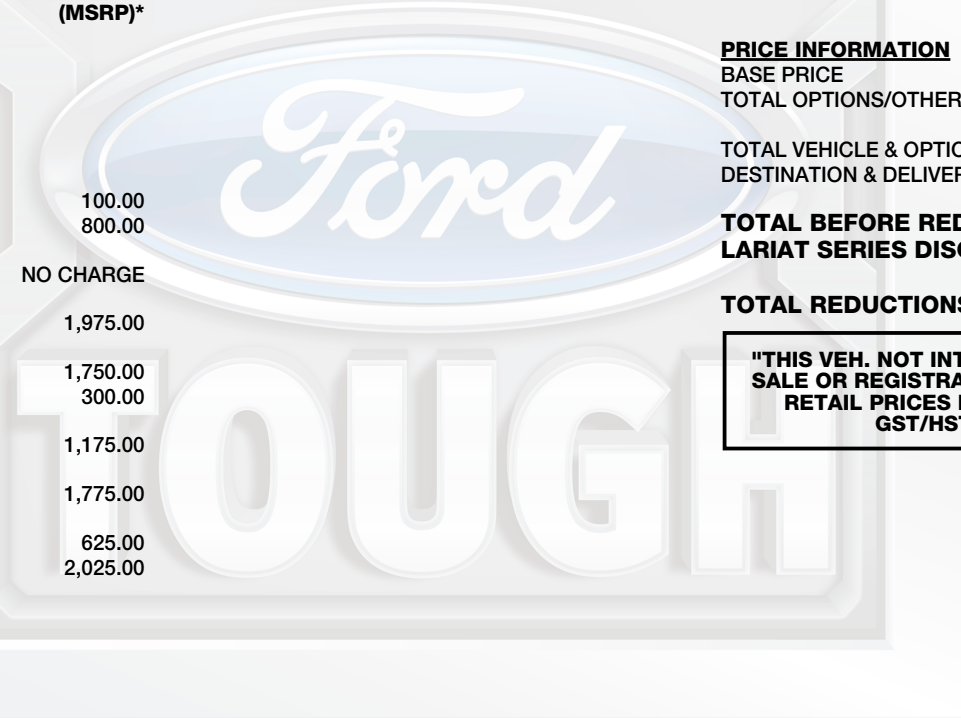 (MSRP)*
100.00
800.00
NO CHARGE
1,975.00
1,750.00
300.00
1,175.00
1,775.00
625.00
2,025.00
Ford
TOUGH
PRICE INFORMATION
BASE PRICE
TOTAL OPTIONS/OTHER
TOTAL VEHICLE & OPTIO
DESTINATION & DELIVER
TOTAL BEFORE RED
LARIAT SERIES DISC
TOTAL REDUCTIONS
"THIS VEH. NOT INT
SALE OR REGISTRA
RETAIL PRICES I
GST/HST